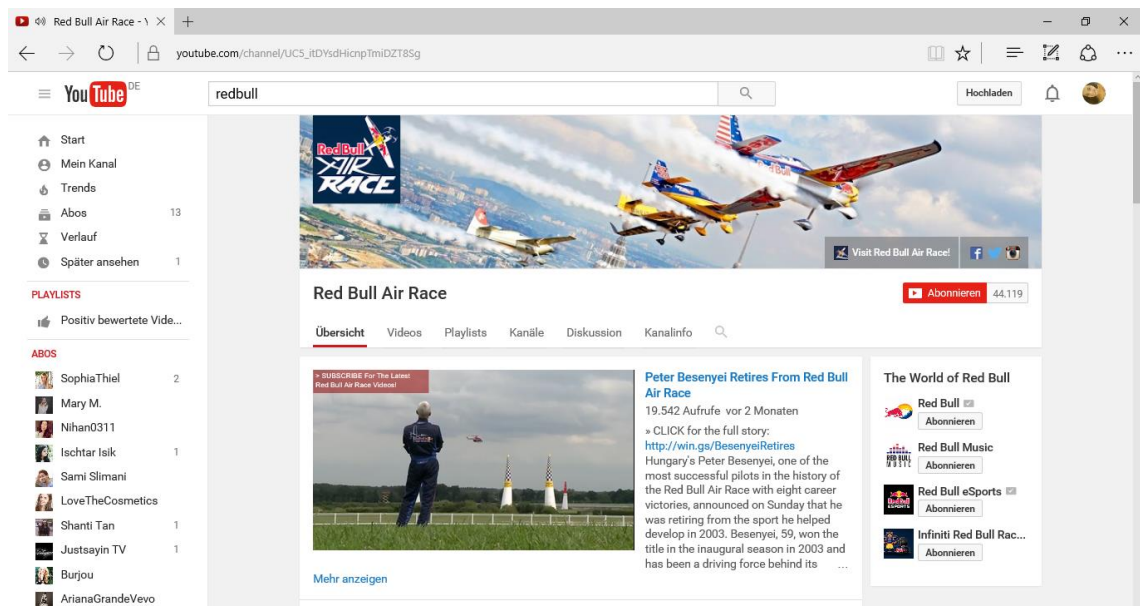 Red Bull Air Race - Y
youtube.com/channel/UC5_itDYsdHicnpTmiDZT8Sg
YouTube DE
redbull
Hochladen
Start
Mein Kanal
Trends
Abos 13
Verlauf
Später ansehen 1
PLAYLISTS
Positiv bewertete Vide...
ABOS
SophiaThiel 2
Mary M.
Nihan0311
Ischtar Isik 1
Sami Slimani
LoveTheCosmetics
Shanti Tan 1
Justsayin TV 1
Burjou
ArianaGrandeVevo
Red Bull
AIR
RACE
Visit Red Bull Air Race!
Red Bull Air Race
Abonnieren 44.119
Übersicht Videos Playlists Kanäle Diskussion Kanalinfo
> SUBSCRIBE For The Latest
Red Bull Air Race Videos!
Mehr anzeigen
Peter Besenyei Retires From Red Bull
Air Race
19.542 Aufrufe vor 2 Monaten
» CLICK for the full story:
http://win.gs/BesenyeiRetires
Hungary's Peter Besenyei, one of the
most successful pilots in the history of
the Red Bull Air Race with eight career
victories, announced on Sunday that he
was retiring from the sport he helped
develop in 2003. Besenyei, 59, won the
title in the inaugural season in 2003 and
has been a driving force behind its ...
The World of Red Bull
Red Bull
Abonnieren
RED BULL
MUSIC
Red Bull Music
Abonnieren
Red Bull
ESPORTS
Red Bull eSports
Abonnieren
Infiniti Red Bull Rac...
Abonnieren